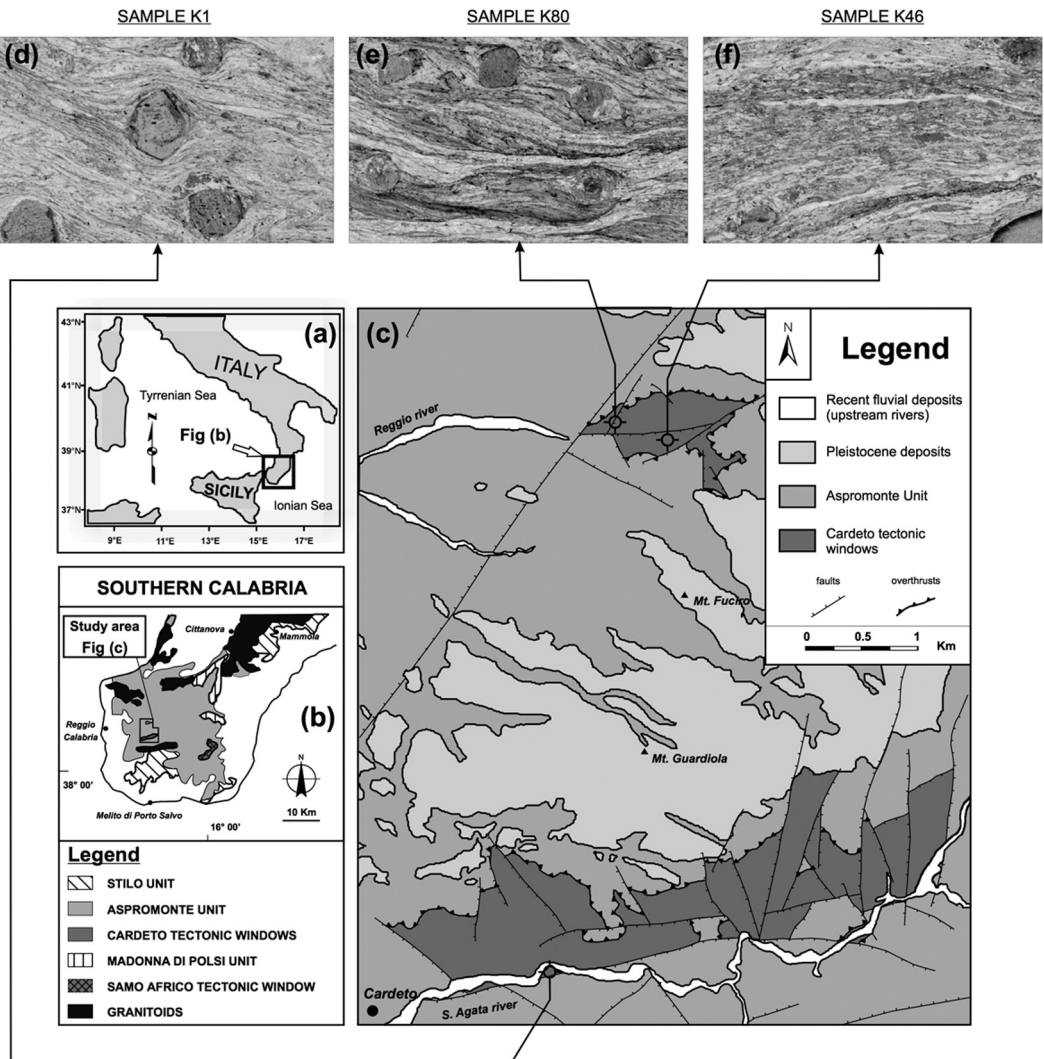 SAMPLE K1
SAMPLE K80
SAMPLE K46
(d)
(e)
(f)
(a)
43°N
41°N
39°N
37°N
9°E
11°E
13°E
15°E
17°E
ITALY
Tyrrenian Sea
N
Fig (b)
SICILY
Ionian Sea
SOUTHERN CALABRIA
Study area
Fig (c)
Cittanova
Mammola
(b)
Reggio
Calabria
N
10 Km
38° 00'
Melito di Porto Salvo
16° 00'
Legend
STILO UNIT
ASPROMONTE UNIT
CARDETO TECTONIC WINDOWS
MADONNA DI POLSI UNIT
SAMO AFRICO TECTONIC WINDOW
GRANITOIDS
(c)
Reggio river
Mt. Fuciro
Mt. Guardiola
Cardeto
S. Agata river
N
Legend
Recent fluvial deposits
(upstream rivers)
Pleistocene deposits
Aspromonte Unit
Cardeto tectonic
windows
faults
overthrusts
0
0.5
1
Km